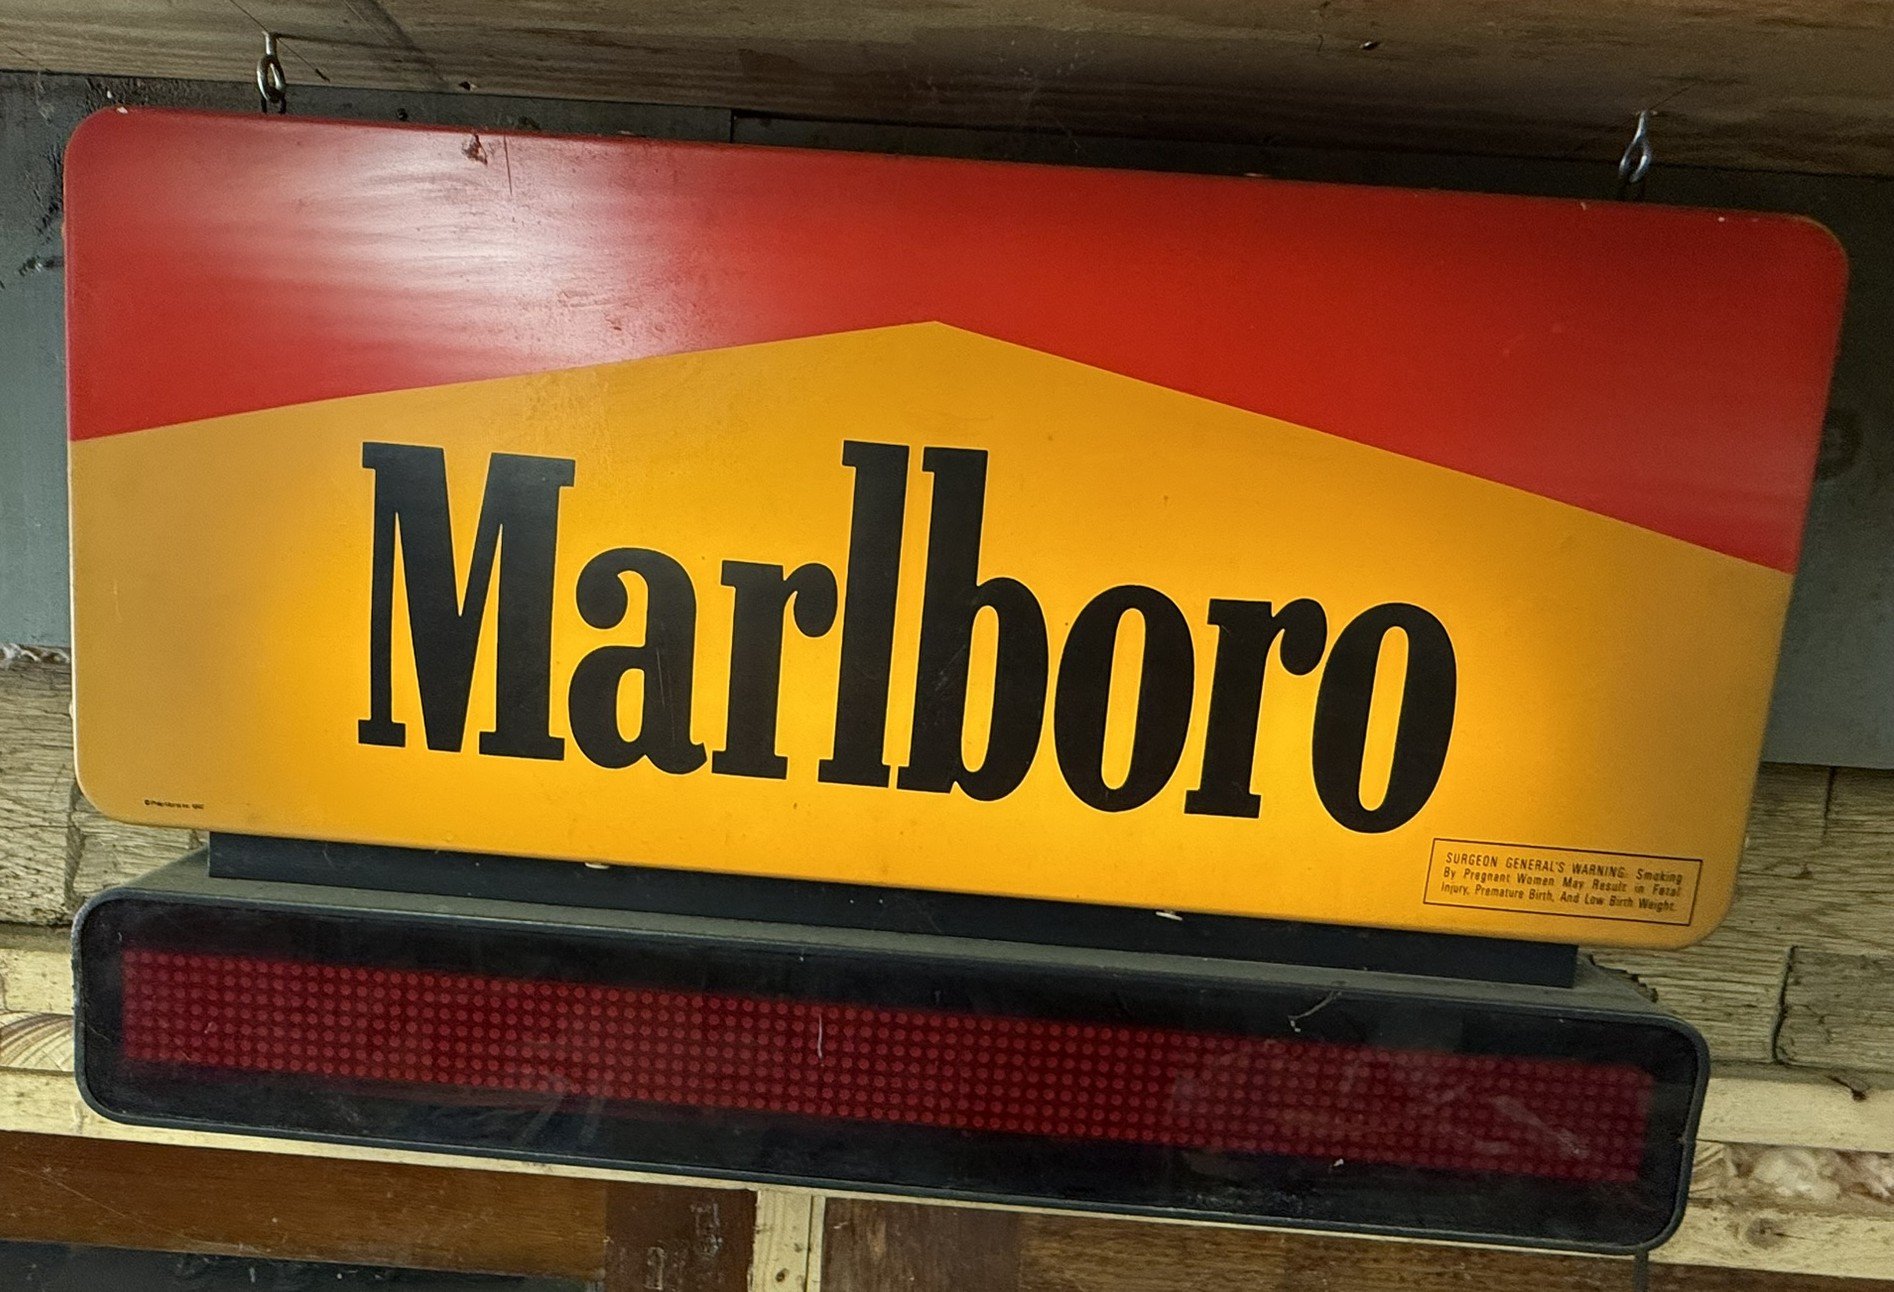 Marlboro
SURGEON GENERAL'S WARNING: Smoking
By Pregnant Women May Result in Fetal
Injury, Premature Birth, And Low Birth Weight.